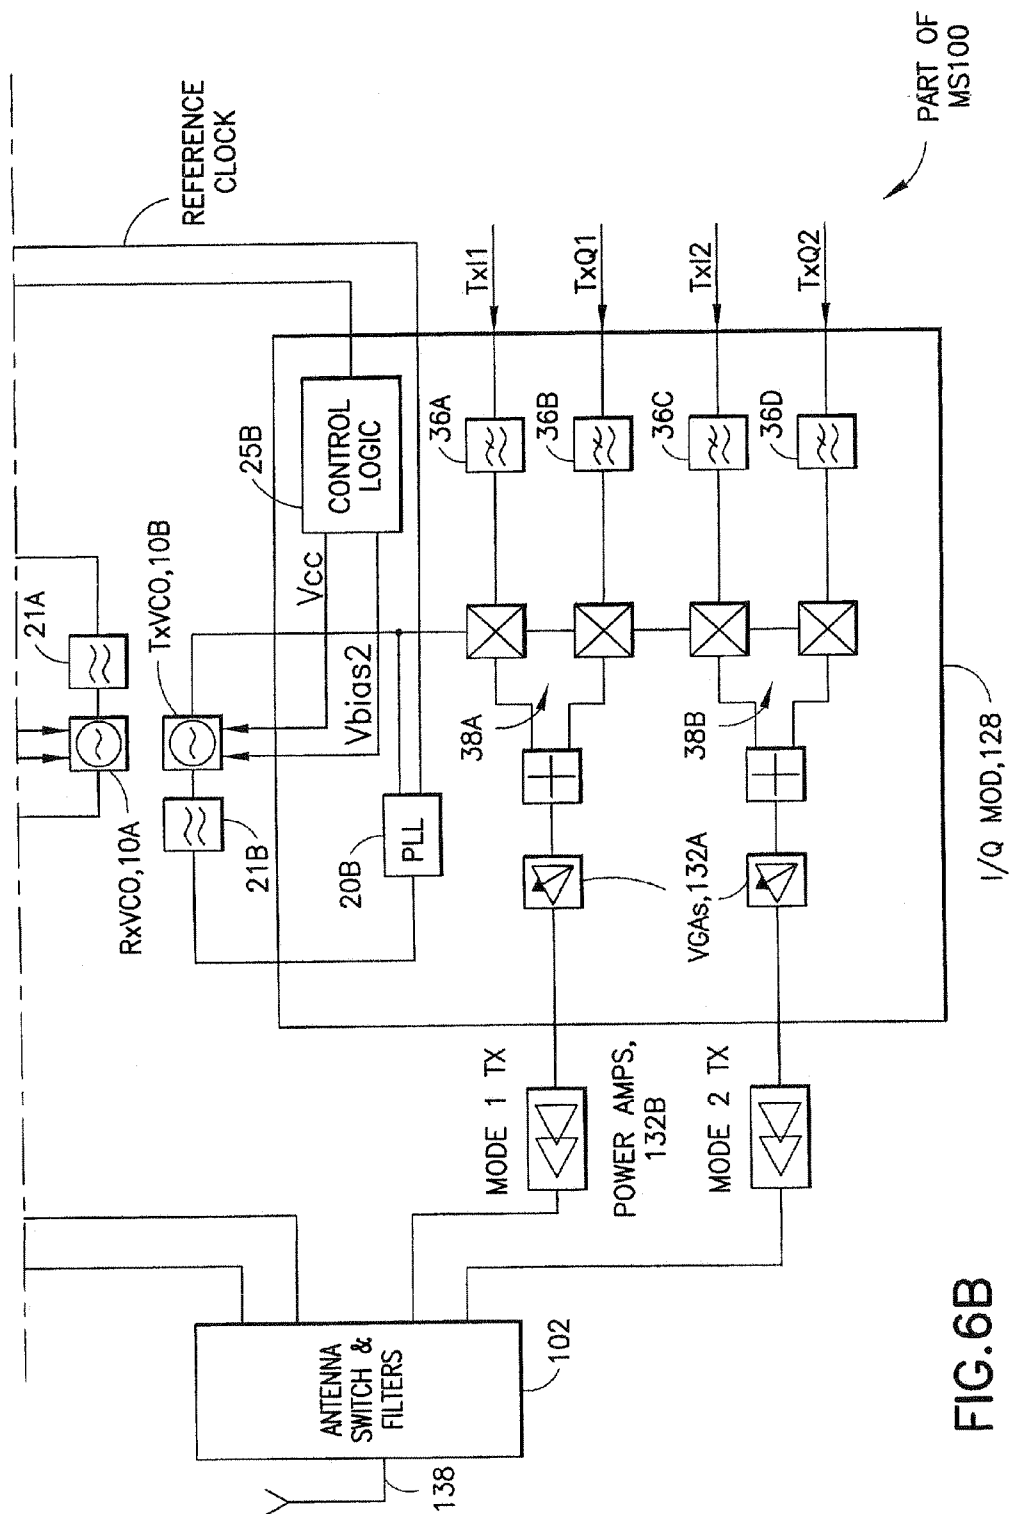 REFERENCE
CLOCK
PART OF
MS100
21A
RxVCO,10A
TxVCO,10B
21B
25B
CONTROL
LOGIC
Vcc
Vbias2
20B
PLL
TxI1
TxQ1
TxI2
TxQ2
36A
36B
36C
36D
38A
38B
VGAs,132A
I/Q MOD,128
MODE 1 TX
POWER AMPS,
132B
MODE 2 TX
ANTENNA
SWITCH &
FILTERS
102
138
FIG.6B